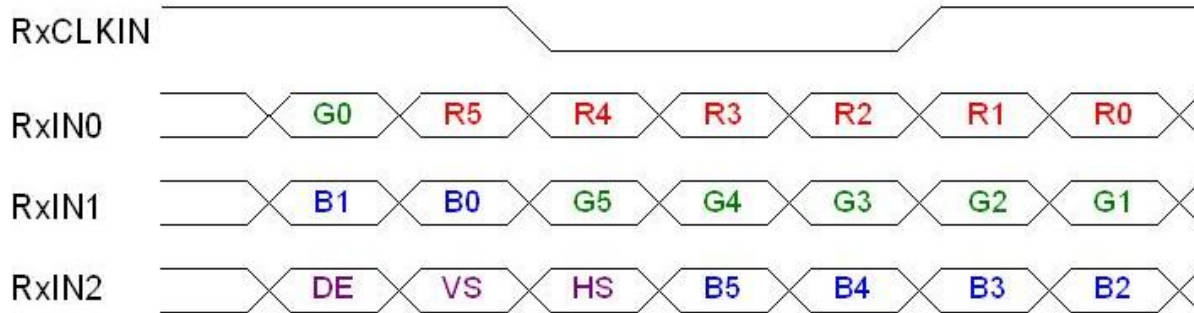 RxCLKIN
RxIN0 G0 R5 R4 R3 R2 R1 R0
RxIN1 B1 B0 G5 G4 G3 G2 G1
RxIN2 DE VS HS B5 B4 B3 B2